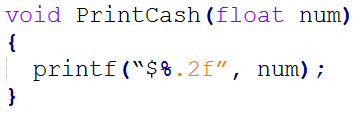 void PrintCash(float num)
{
printf(“$%.2f”, num);
}